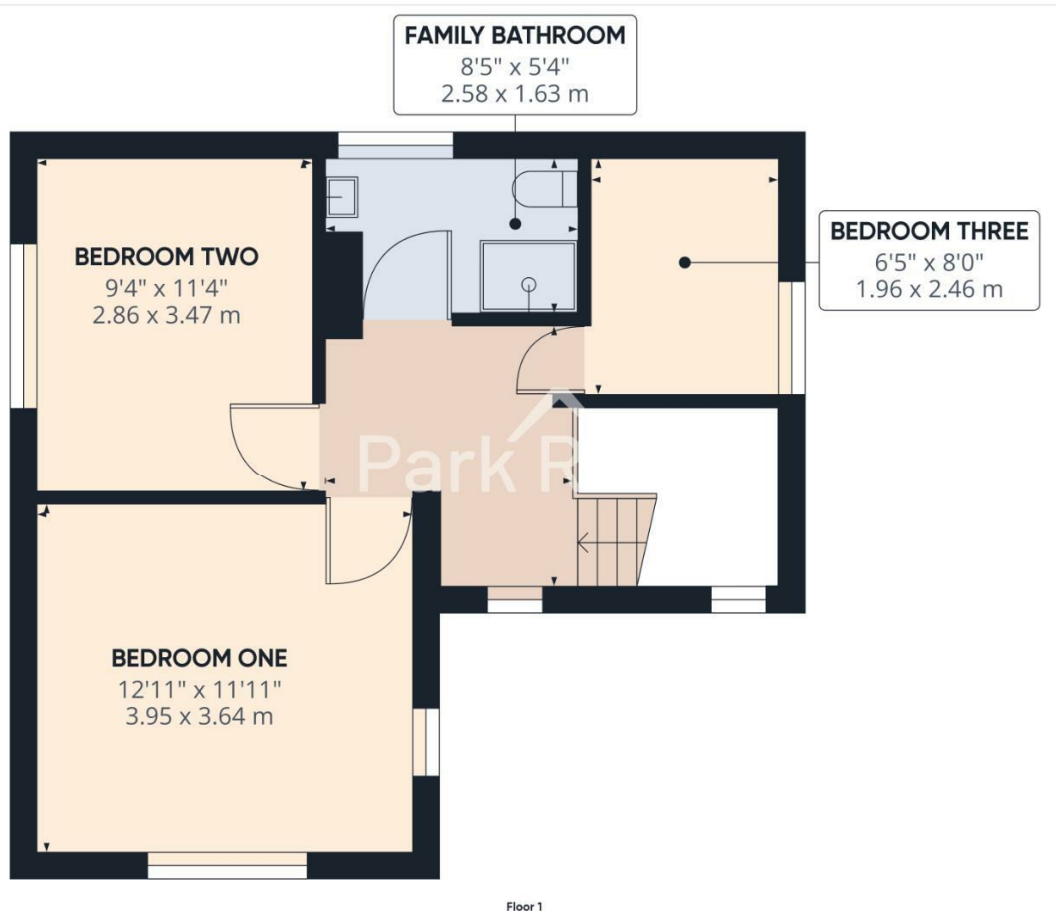 FAMILY BATHROOM
8'5" x 5'4"
2.58 x 1.63 m
BEDROOM TWO
9'4" x 11'4"
2.86 x 3.47 m
BEDROOM THREE
6'5" x 8'0"
1.96 x 2.46 m
Park R
BEDROOM ONE
12'11" x 11'11"
3.95 x 3.64 m
Floor 1